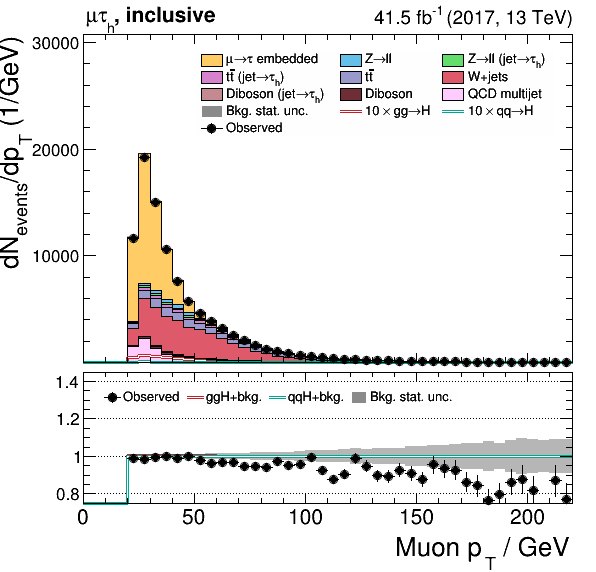 μτh, inclusive 41.5 fb-1 (2017, 13 TeV)
dNevents/dpT (1/GeV)
30000
20000
10000
μ→τ embedded Z→ll Z→ll (jet→τh)
tt̄ (jet→τh) tt̄ W+jets
Diboson (jet→τh) Diboson QCD multijet
Bkg. stat. unc. 10× gg→H 10× qq→H
Observed
1.4
1.2
1
0.8
Observed ggH+bkg. qqH+bkg. Bkg. stat. unc.
0 50 100 150 200
Muon pT / GeV